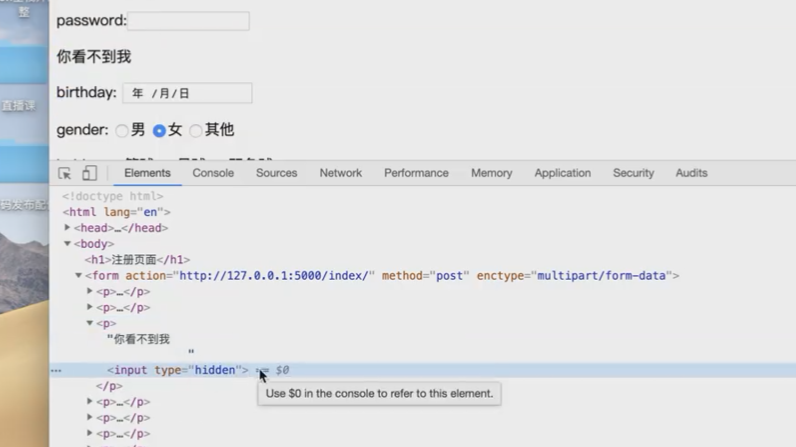 整
直播课
码发布配
password:
你看不到我
birthday: 年 /月/日
gender: 男 女 其他
Elements Console Sources Network Performance Memory Application Security Audits
<!doctype html>
<html lang="en">
<head>…</head>
<body>
<h1>注册页面</h1>
<form action="http://127.0.0.1:5000/index/" method="post" enctype="multipart/form-data">
<p>…</p>
<p>…</p>
<p>
"你看不到我
"
… <input type="hidden"> == $0
Use $0 in the console to refer to this element.
</p>
<p>…</p>
<p>…</p>
<p>…</p>